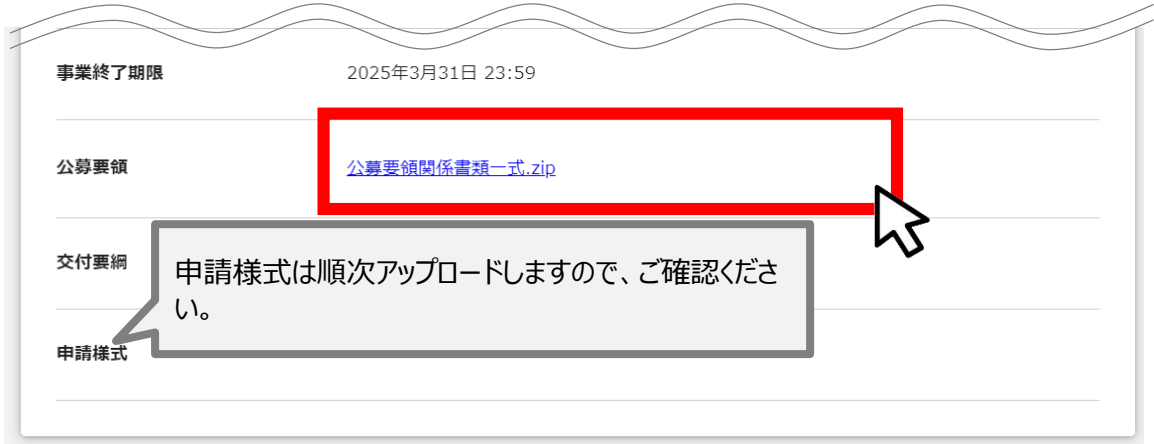 事業終了期限 2025年3月31日 23:59
公募要領 公募要領関係書類一式.zip
交付要綱
申請様式は順次アップロードしますので、ご確認くださ
い。
申請様式